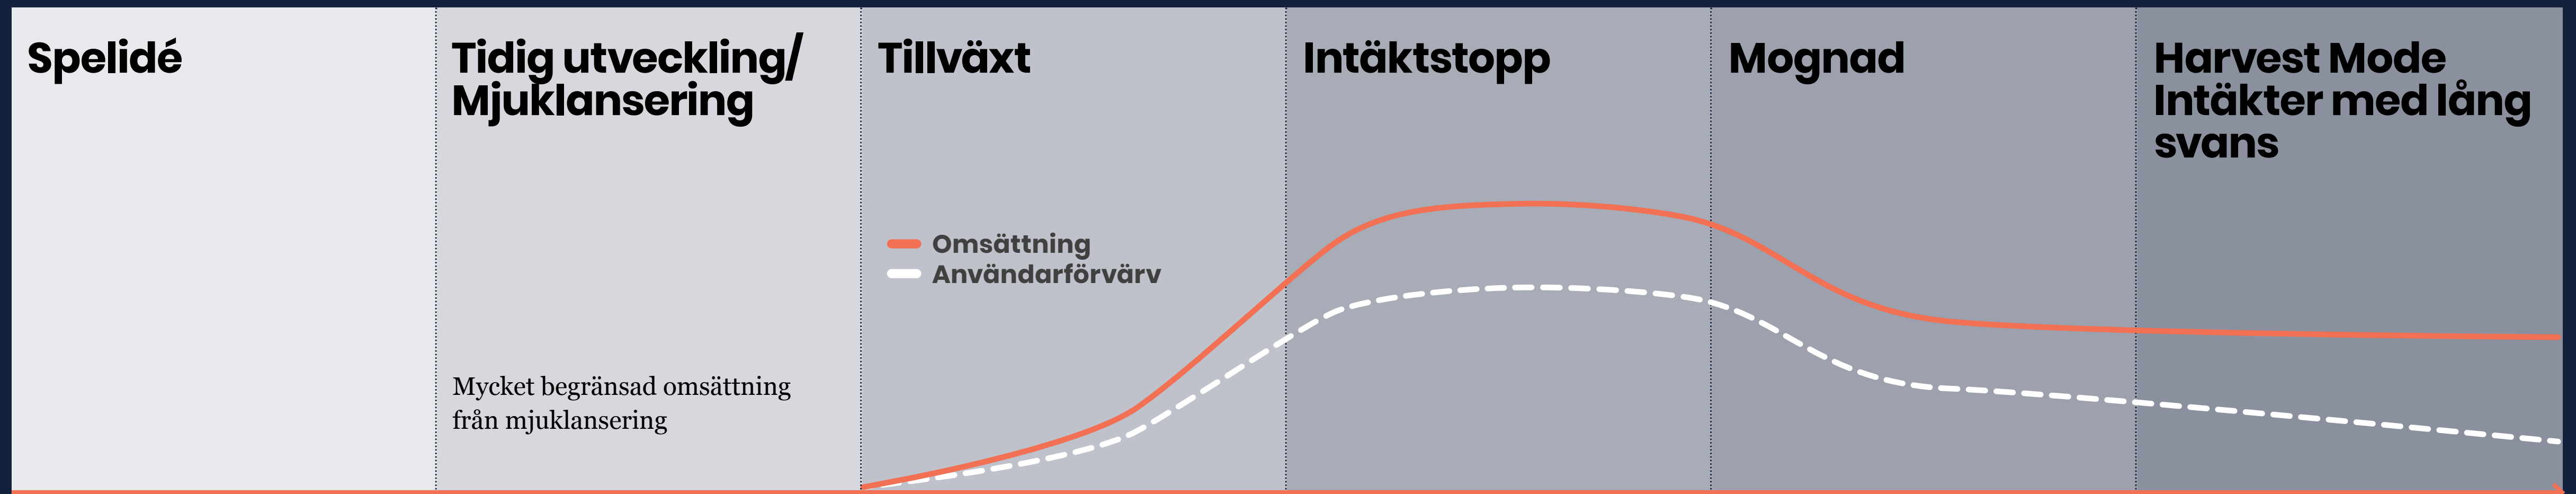 Spelidé
Tidig utveckling/
Mjuklansering
Mycket begränsad omsättning
från mjuklansering
Tillväxt
Omsättning
Användarförvärv
Intäktstopp
Mognad
Harvest Mode
Intäkter med lång
svans